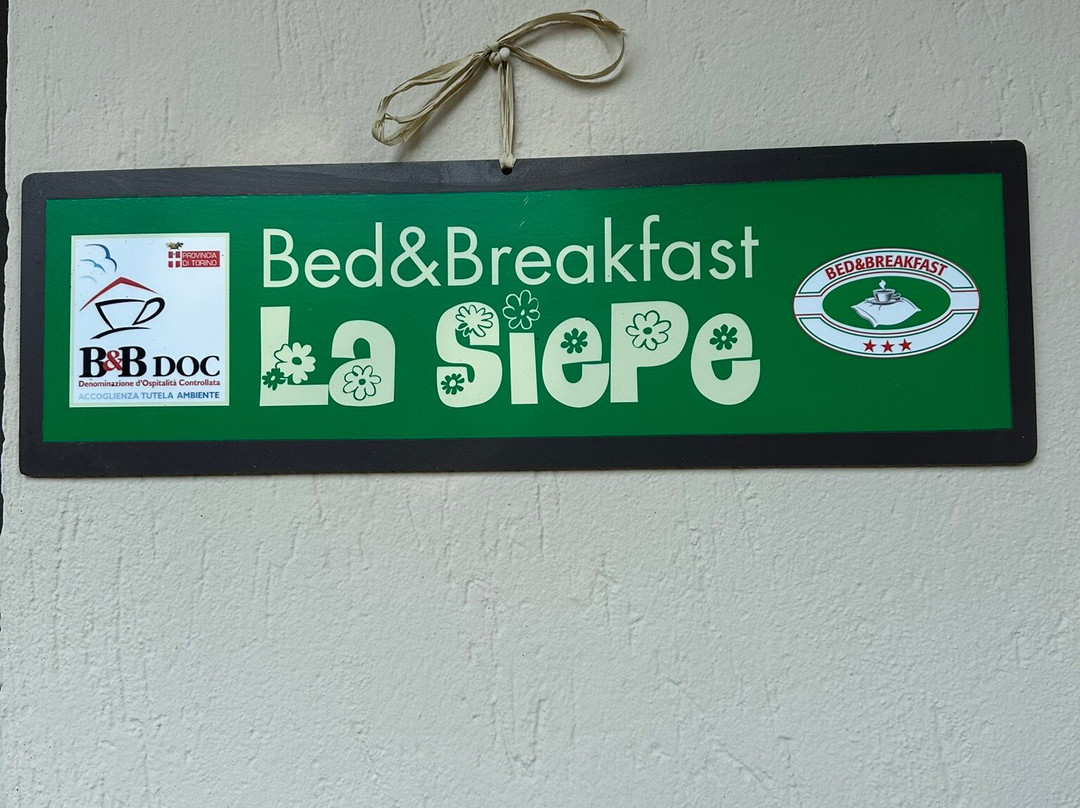 PROVINCIA
DI TORINO
B&B DOC
Denominazione d'Ospitalità Controllata
ACCOGLIENZA TUTELA AMBIENTE
Bed&Breakfast
La SiePe
BED&BREAKFAST